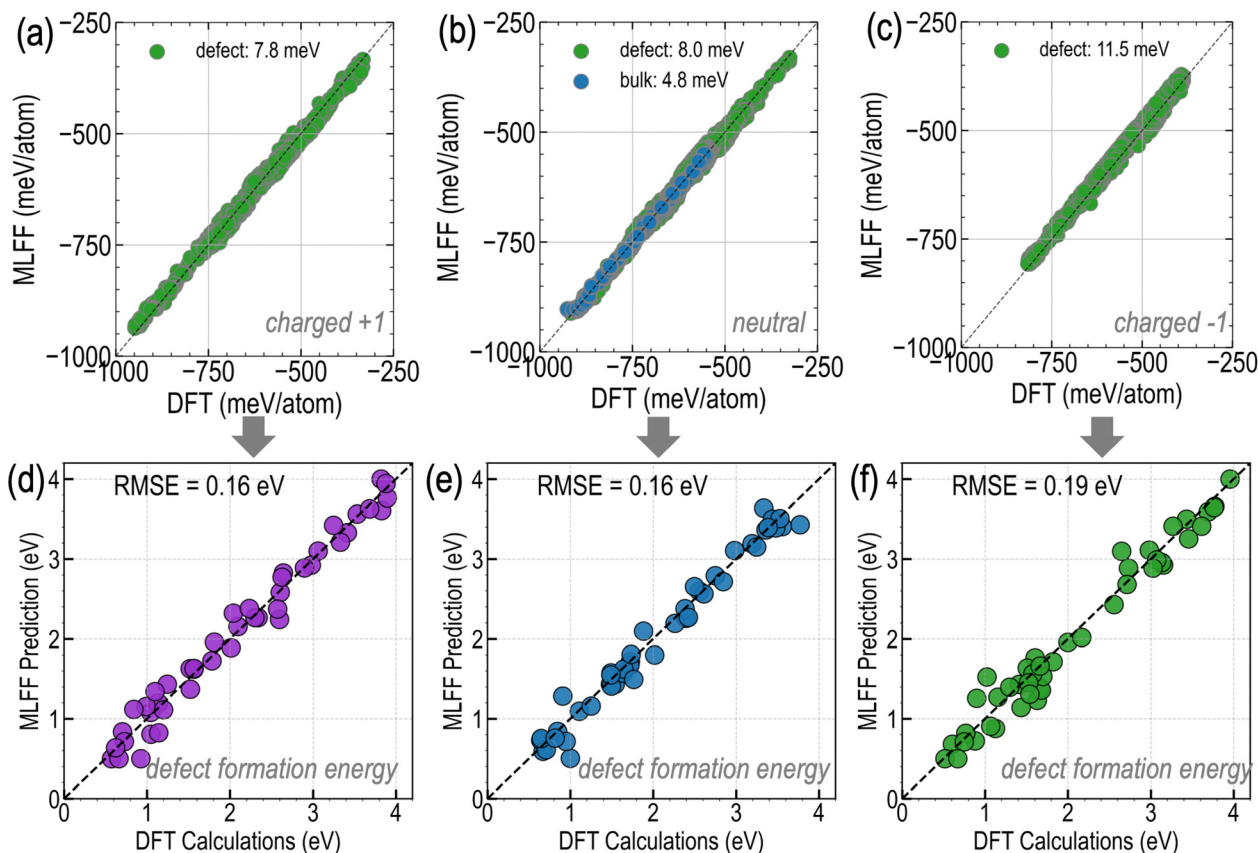 (a)
defect: 7.8 meV
−250
−500
−750
−1000
MLFF (meV/atom)
charged +1
−1000
−750
−500
−250
DFT (meV/atom)
(b)
defect: 8.0 meV
bulk: 4.8 meV
−250
−500
−750
−1000
MLFF (meV/atom)
neutral
−1000
−750
−500
−250
DFT (meV/atom)
(c)
defect: 11.5 meV
−250
−500
−750
−1000
MLFF (meV/atom)
charged -1
−1000
−750
−500
−250
DFT (meV/atom)
(d)
RMSE = 0.16 eV
4
3
2
1
0
MLFF Prediction (eV)
defect formation energy
0
1
2
3
4
DFT Calculations (eV)
(e)
RMSE = 0.16 eV
4
3
2
1
0
MLFF Prediction (eV)
defect formation energy
0
1
2
3
4
DFT Calculations (eV)
(f)
RMSE = 0.19 eV
4
3
2
1
0
MLFF Prediction (eV)
defect formation energy
0
1
2
3
4
DFT Calculations (eV)